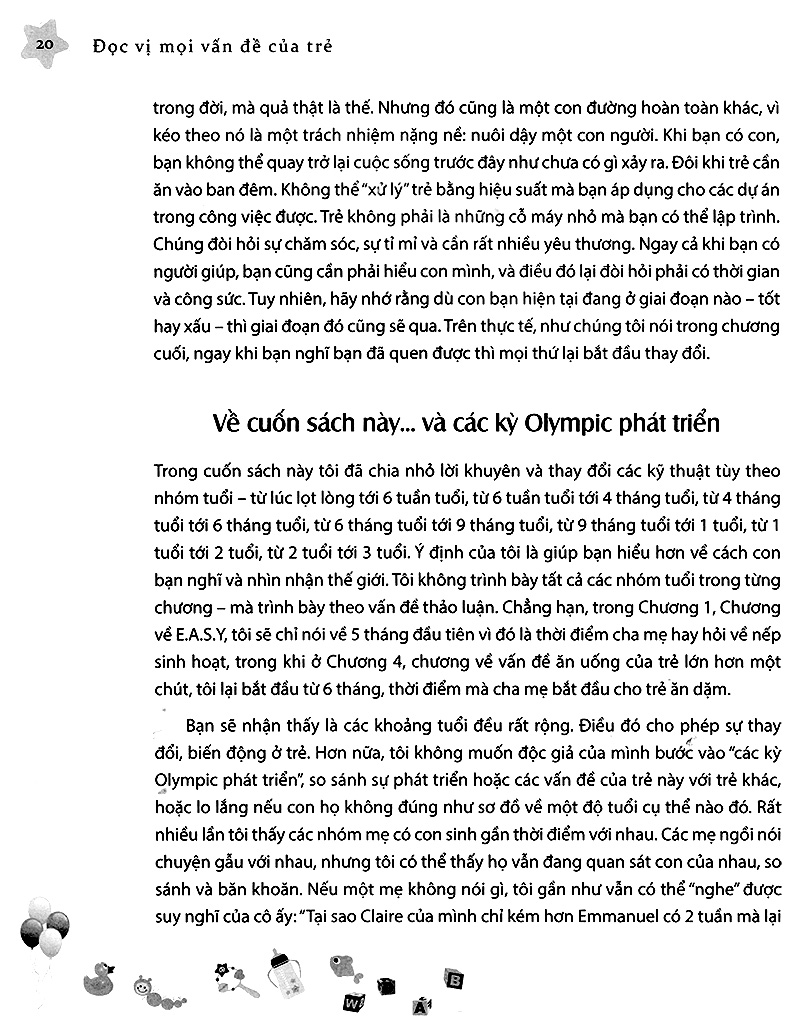 20
Đọc vị mọi vấn đề của trẻ
trong đời, mà quả thật là thế. Nhưng đó cũng là một con đường hoàn toàn khác, vì
kéo theo nó là một trách nhiệm nặng nề: nuôi dậy một con người. Khi bạn có con,
bạn không thể quay trở lại cuộc sống trước đây như chưa có gì xảy ra. Đôi khi trẻ cần
ăn vào ban đêm. Không thể “xử lý” trẻ bằng hiệu suất mà bạn áp dụng cho các dự án
trong công việc được. Trẻ không phải là những cỗ máy nhỏ mà bạn có thể lập trình.
Chúng đòi hỏi sự chăm sóc, sự tỉ mỉ và cần rất nhiều yêu thương. Ngay cả khi bạn có
người giúp, bạn cũng cần phải hiểu con mình, và điều đó lại đòi hỏi phải có thời gian
và công sức. Tuy nhiên, hãy nhớ rằng dù con bạn hiện tại đang ở giai đoạn nào – tốt
hay xấu – thì giai đoạn đó cũng sẽ qua. Trên thực tế, như chúng tôi nói trong chương
cuối, ngay khi bạn nghĩ bạn đã quen được thì mọi thứ lại bắt đầu thay đổi.
Về cuốn sách này... và các kỳ Olympic phát triển
Trong cuốn sách này tôi đã chia nhỏ lời khuyên và thay đổi các kỹ thuật tùy theo
nhóm tuổi – từ lúc lọt lòng tới 6 tuần tuổi, từ 6 tuần tuổi tới 4 tháng tuổi, từ 4 tháng
tuổi tới 6 tháng tuổi, từ 6 tháng tuổi tới 9 tháng tuổi, từ 9 tháng tuổi tới 1 tuổi, từ 1
tuổi tới 2 tuổi, từ 2 tuổi tới 3 tuổi. Ý định của tôi là giúp bạn hiểu hơn về cách con
bạn nghĩ và nhìn nhận thế giới. Tôi không trình bày tất cả các nhóm tuổi trong từng
chương – mà trình bày theo vấn đề thảo luận. Chẳng hạn, trong Chương 1, Chương
về E.A.S.Y, tôi sẽ chỉ nói về 5 tháng đầu tiên vì đó là thời điểm cha mẹ hay hỏi về nếp
sinh hoạt, trong khi ở Chương 4, chương về vấn đề ăn uống của trẻ lớn hơn một
chút, tôi lại bắt đầu từ 6 tháng, thời điểm mà cha mẹ bắt đầu cho trẻ ăn dặm.
Bạn sẽ nhận thấy là các khoảng tuổi đều rất rộng. Điều đó cho phép sự thay
đổi, biến động ở trẻ. Hơn nữa, tôi không muốn độc giả của mình bước vào “các kỳ
Olympic phát triển”, so sánh sự phát triển hoặc các vấn đề của trẻ này với trẻ khác,
hoặc lo lắng nếu con họ không đúng như sơ đồ về một độ tuổi cụ thể nào đó. Rất
nhiều lần tôi thấy các nhóm mẹ có con sinh gần thời điểm với nhau. Các mẹ ngồi nói
chuyện gẫu với nhau, nhưng tôi có thể thấy họ vẫn đang quan sát con của nhau, so
sánh và băn khoăn. Nếu một mẹ không nói gì, tôi gần như vẫn có thể “nghe” được
suy nghĩ của cô ấy: “Tại sao Claire của mình chỉ kém hơn Emmanuel có 2 tuần mà lại
W
A
B